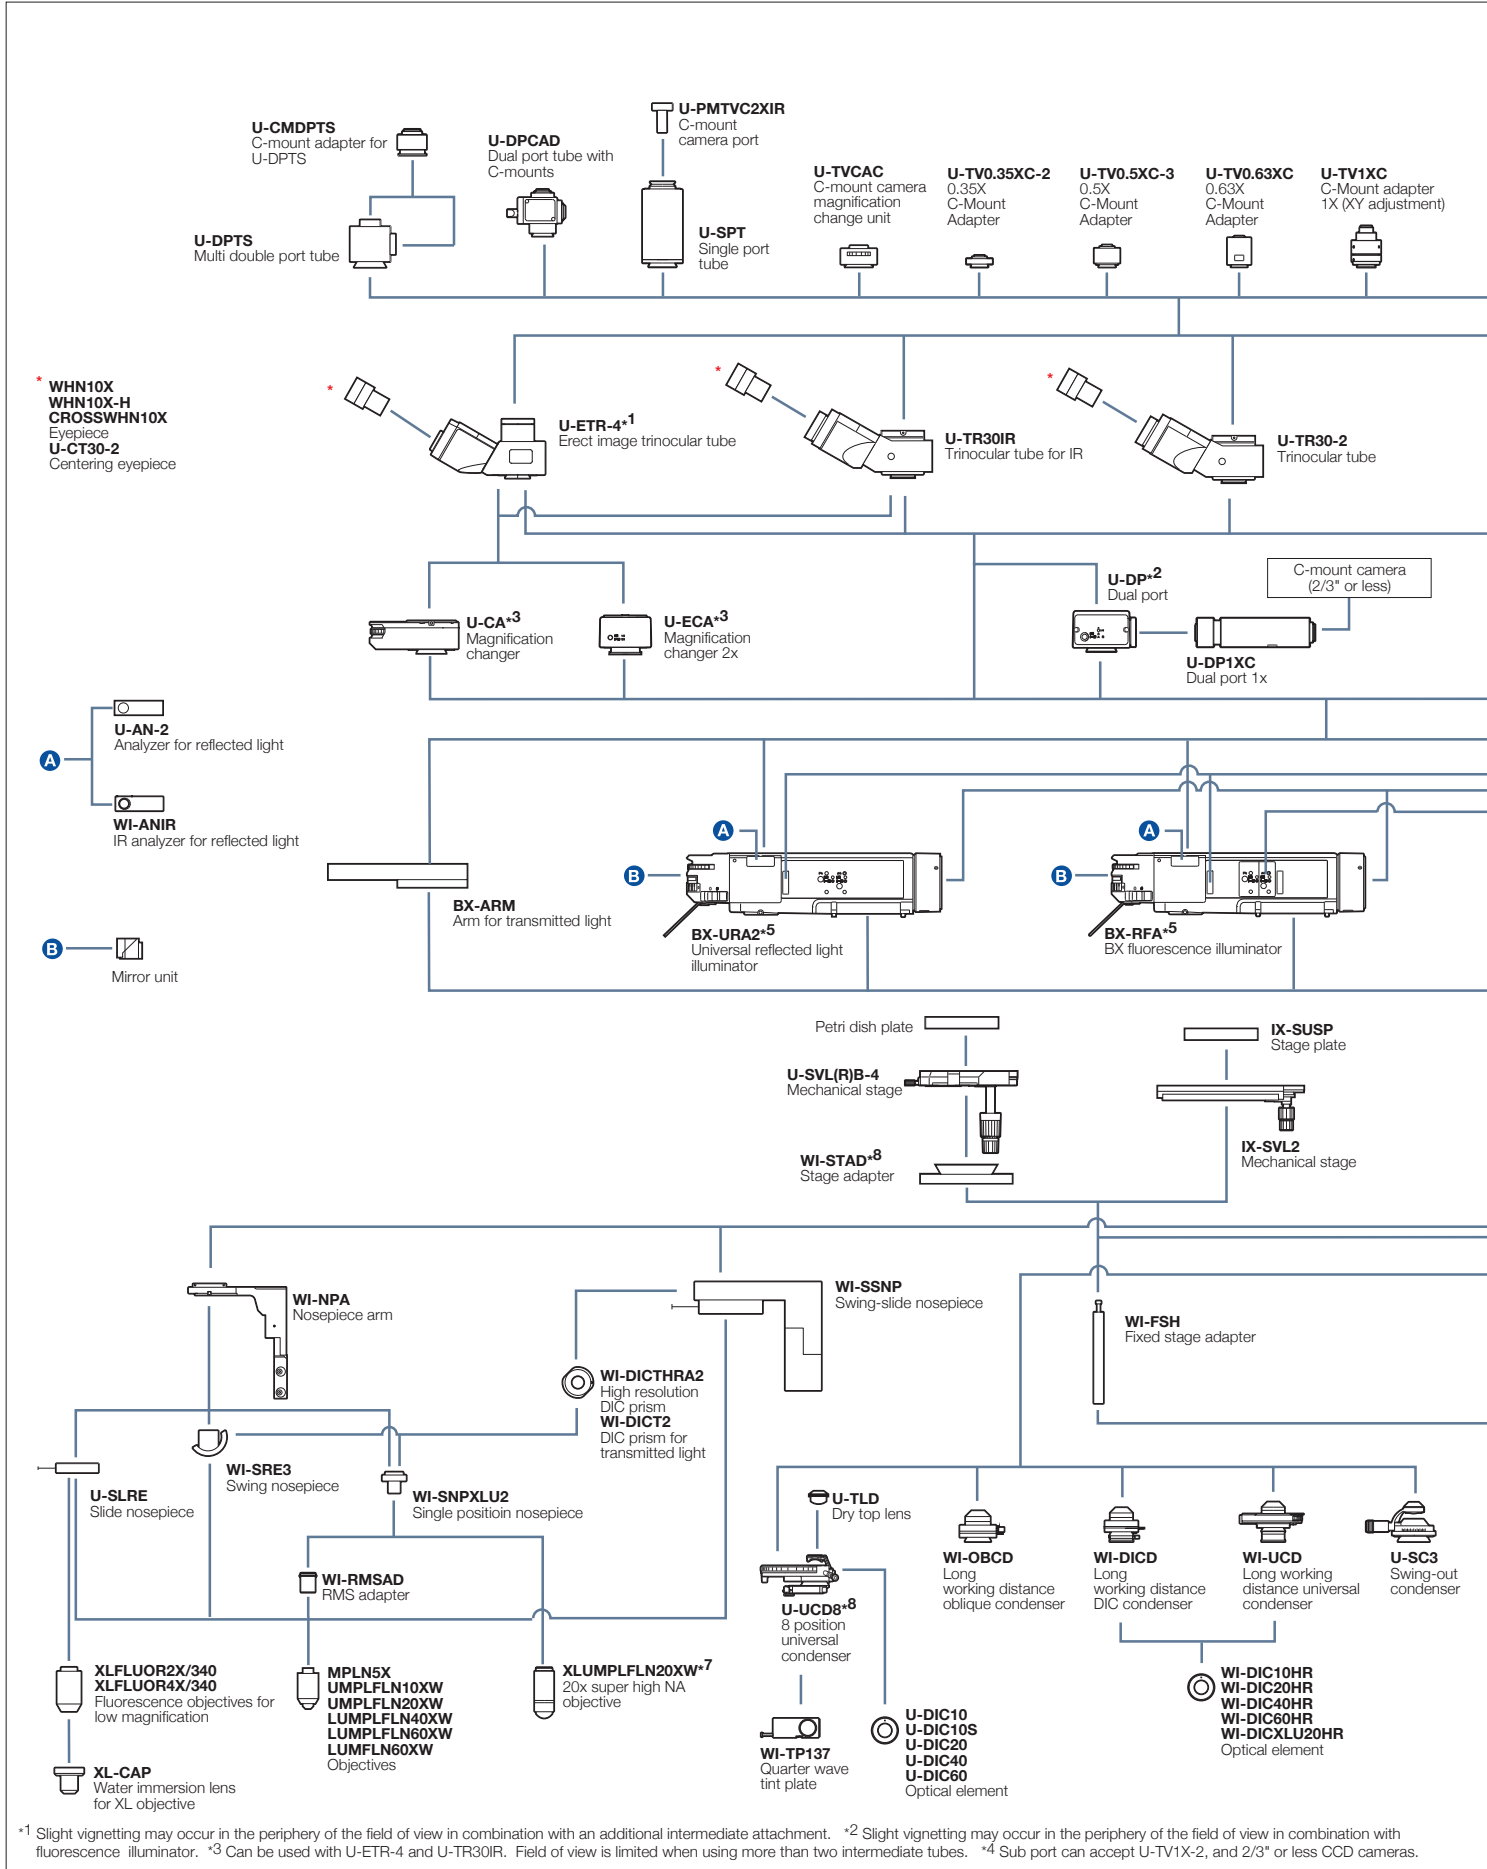 U-PMTVC2XIR
C-mount
camera port
U-CMDPTS
C-mount adapter for
U-DPTS
U-DPCAD
Dual port tube with
C-mounts
U-TVCAC
C-mount camera
magnification
change unit
U-TV0.35XC-2
0.35X
C-Mount
Adapter
U-TV0.5XC-3
0.5X
C-Mount
Adapter
U-TV0.63XC
0.63X
C-Mount
Adapter
U-TV1XC
C-Mount adapter
1X (XY adjustment)
U-DPTS
Multi double port tube
U-SPT
Single port
tube
* WHN10X
WHN10X-H
CROSSWHN10X
Eyepiece
U-CT30-2
Centering eyepiece
*
*
*
U-ETR-4*1
Erect image trinocular tube
U-TR30IR
Trinocular tube for IR
U-TR30-2
Trinocular tube
U-CA*3
Magnification
changer
U-ECA*3
Magnification
changer 2x
U-DP*2
Dual port
C-mount camera
(2/3" or less)
U-DP1XC
Dual port 1x
A
U-AN-2
Analyzer for reflected light
WI-ANIR
IR analyzer for reflected light
B
Mirror unit
BX-ARM
Arm for transmitted light
A
B
BX-URA2*5
Universal reflected light
illuminator
A
B
BX-RFA*5
BX fluorescence illuminator
Petri dish plate
U-SVL(R)B-4
Mechanical stage
WI-STAD*8
Stage adapter
IX-SUSP
Stage plate
IX-SVL2
Mechanical stage
WI-NPA
Nosepiece arm
WI-SSNP
Swing-slide nosepiece
WI-FSH
Fixed stage adapter
WI-DICTHRA2
High resolution
DIC prism
WI-DICT2
DIC prism for
transmitted light
U-SLRE
Slide nosepiece
WI-SRE3
Swing nosepiece
WI-SNPXLU2
Single positioin nosepiece
WI-RMSAD
RMS adapter
U-TLD
Dry top lens
WI-OBCD
Long
working distance
oblique condenser
WI-DICD
Long
working distance
DIC condenser
WI-UCD
Long working
distance universal
condenser
U-SC3
Swing-out
condenser
U-UCD8*8
8 position
universal
condenser
XLFLUOR2X/340
XLFLUOR4X/340
Fluorescence objectives for
low magnification
MPLN5X
UMPLFLN10XW
UMPLFLN20XW
LUMPLFLN40XW
LUMPLFLN60XW
LUMFLN60XW
Objectives
XLUMPLFLN20XW*7
20x super high NA
objective
WI-DIC10HR
WI-DIC20HR
WI-DIC40HR
WI-DIC60HR
WI-DICXLU20HR
Optical element
U-DIC10
U-DIC10S
U-DIC20
U-DIC40
U-DIC60
Optical element
WI-TP137
Quarter wave
tint plate
XL-CAP
Water immersion lens
for XL objective
*1 Slight vignetting may occur in the periphery of the field of view in combination with an additional intermediate attachment. *2 Slight vignetting may occur in the periphery of the field of view in combination with
fluorescence illuminator. *3 Can be used with U-ETR-4 and U-TR30IR. Field of view is limited when using more than two intermediate tubes. *4 Sub port can accept U-TV1X-2, and 2/3" or less CCD cameras.